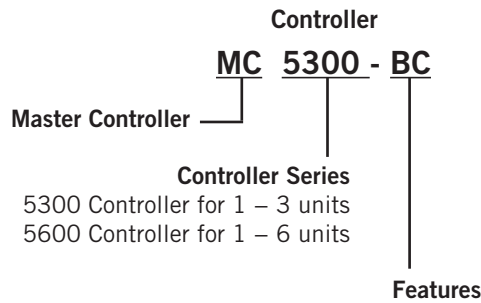 Controller
MC 5300 - BC
Master Controller
Controller Series
5300 Controller for 1 – 3 units
5600 Controller for 1 – 6 units
Features